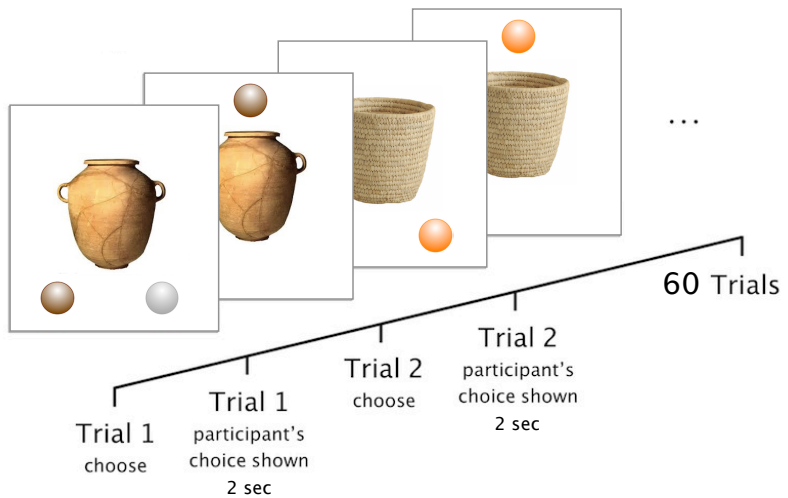 ...
60 Trials
Trial 2
participant's
choice shown
2 sec
Trial 2
choose
Trial 1
participant's
choice shown
2 sec
Trial 1
choose